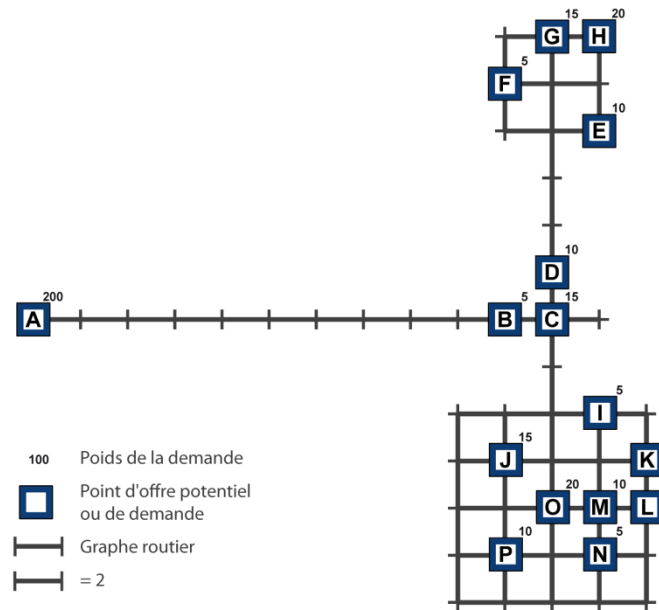 15 20
G H
5
F
10
E
10
D
200 5 15
A B C
5
I
15
J K
20 10
O M L
10 5
P N
100 Poids de la demande
Point d'offre potentiel
ou de demande
Graphe routier
= 2